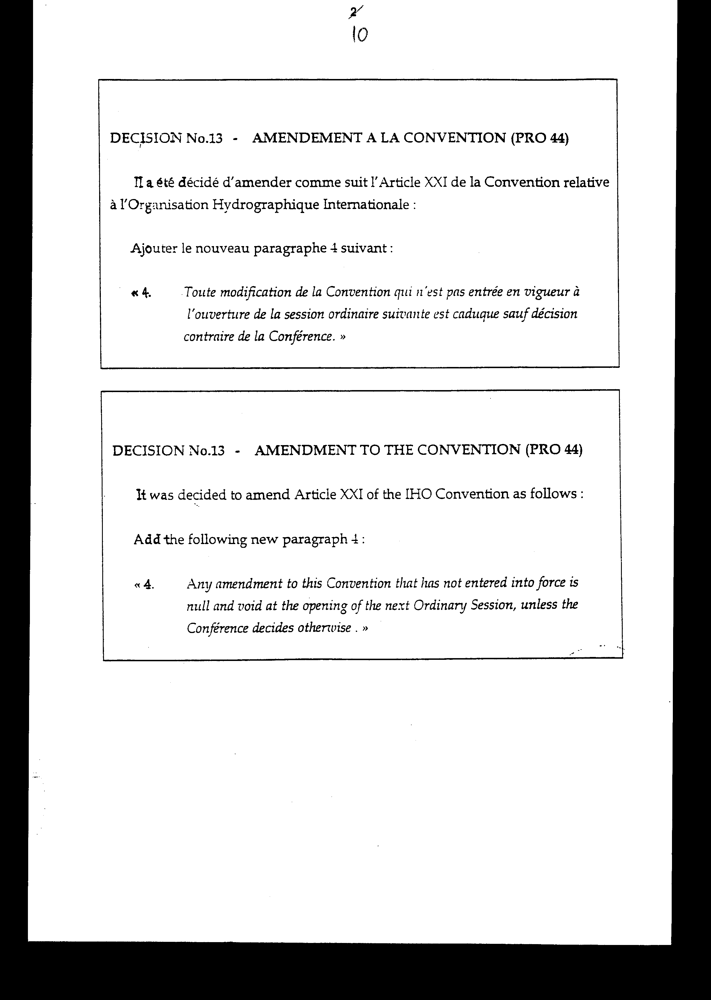 2
10
DECISION No.13 - AMENDEMENT A LA CONVENTION (PRO 44)
Il a été décidé d'amender comme suit l'Article XXI de la Convention relative
à l'Organisation Hydrographique Internationale :
Ajouter le nouveau paragraphe 4 suivant :
« 4. Toute modification de la Convention qui n'est pas entrée en vigueur à
l'ouverture de la session ordinaire suivante est caduque sauf décision
contraire de la Conférence. »
DECISION No.13 - AMENDMENT TO THE CONVENTION (PRO 44)
It was decided to amend Article XXI of the IHO Convention as follows :
Add the following new paragraph 4 :
« 4. Any amendment to this Convention that has not entered into force is
null and void at the opening of the next Ordinary Session, unless the
Conférence decides otherwise . »